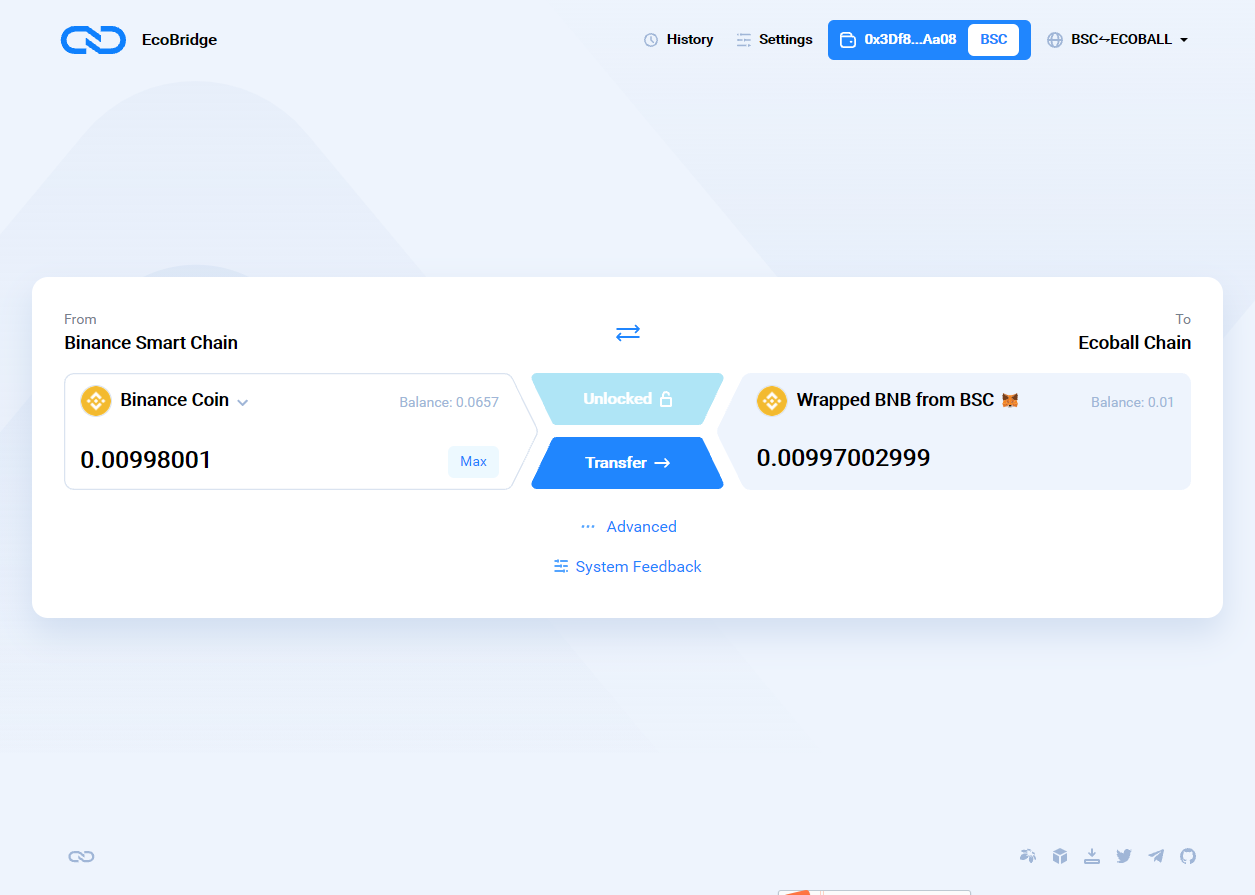 EcoBridge
History
Settings
0x3Df8...Aa08
BSC
BSC⇋ECOBALL
From
Binance Smart Chain
To
Ecoball Chain
Binance Coin
Balance: 0.0657
0.00998001
Max
Unlocked
Transfer
Wrapped BNB from BSC
Balance: 0.01
0.00997002999
Advanced
System Feedback